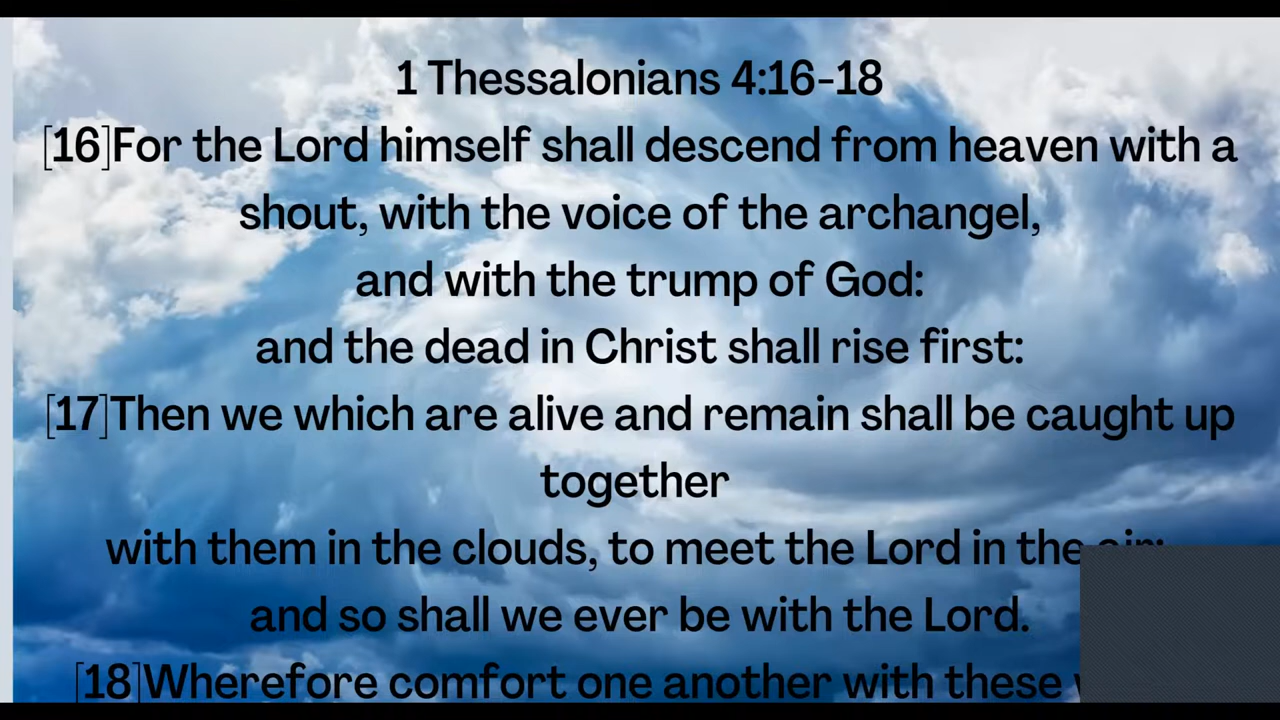 1 Thessalonians 4:16-18
[16]For the Lord himself shall descend from heaven with a
shout, with the voice of the archangel,
and with the trump of God:
and the dead in Christ shall rise first:
[17]Then we which are alive and remain shall be caught up
together
with them in the clouds, to meet the Lord in the air:
and so shall we ever be with the Lord.
[18]Wherefore comfort one another with these